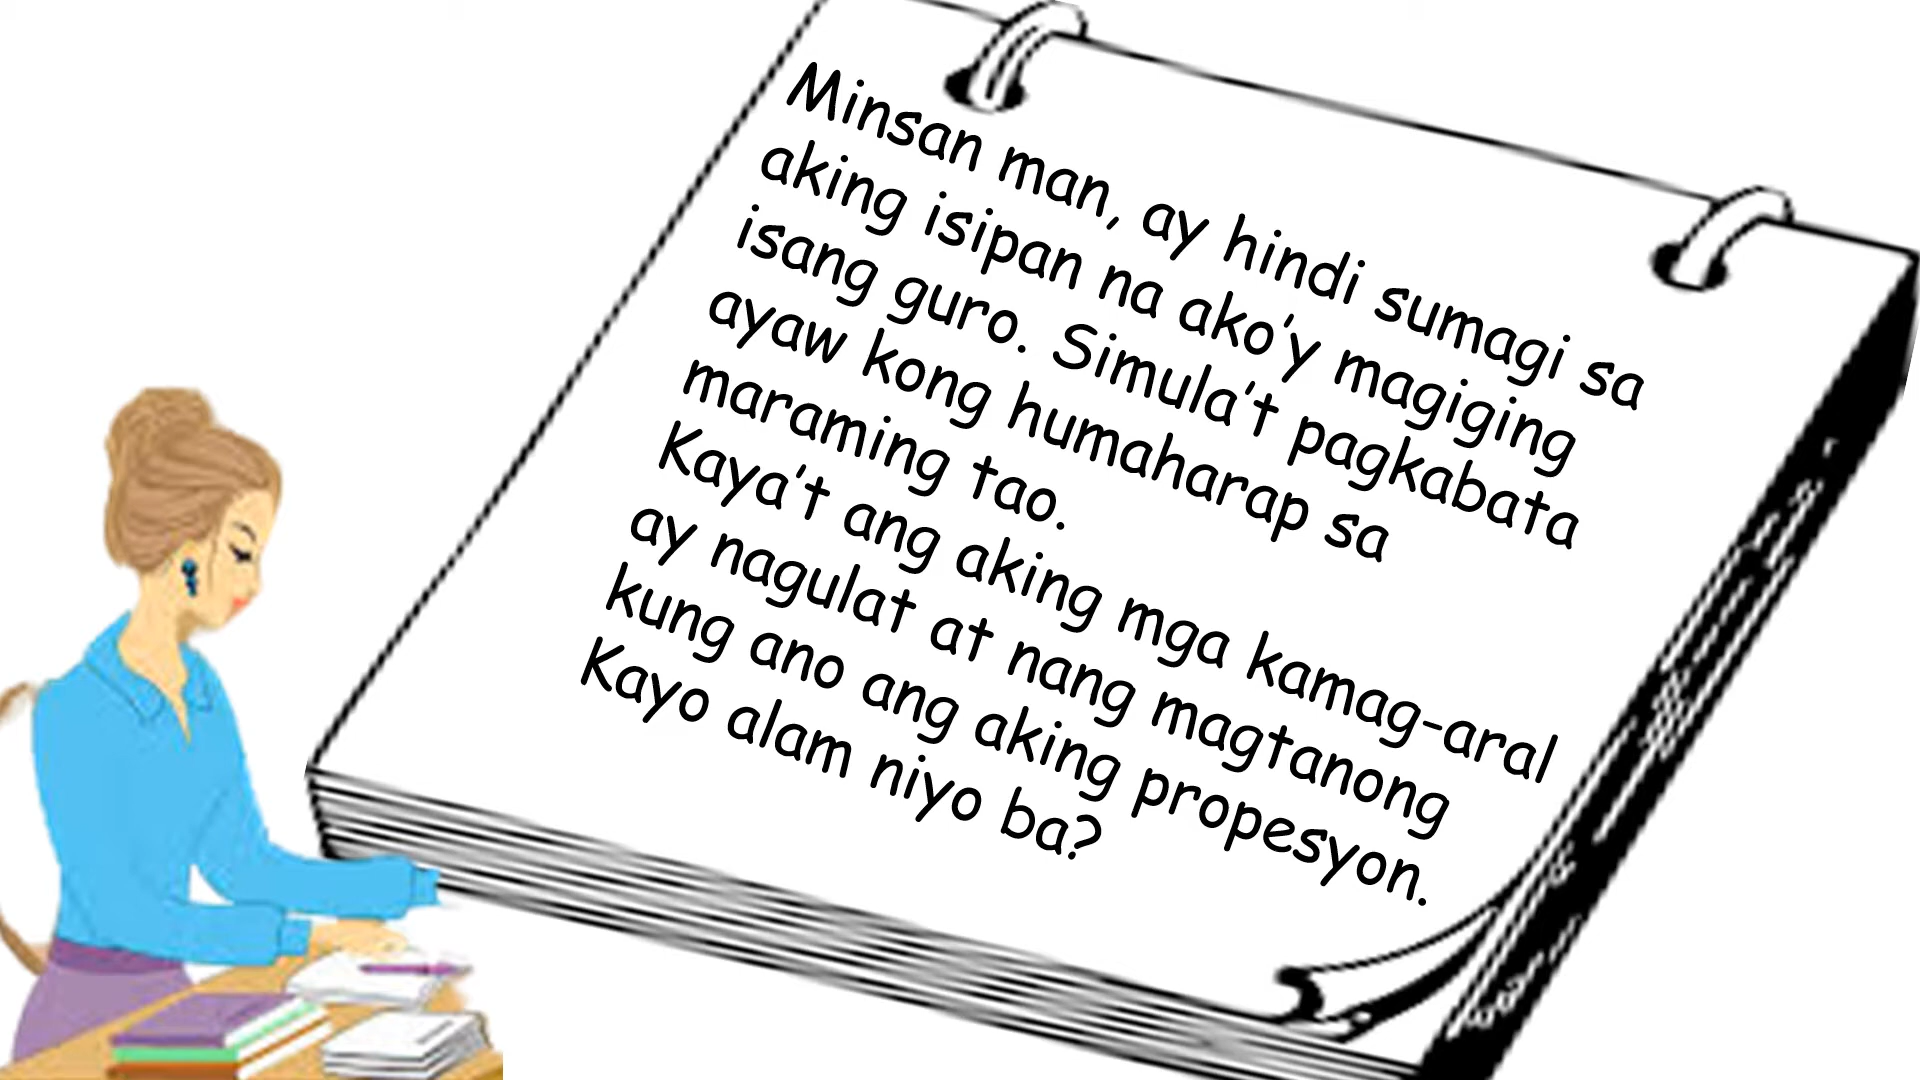 Minsan man, ay hindi sumagi sa
aking isipan na ako'y magiging
isang guro. Simula't pagkabata
ayaw kong humaharap sa
maraming tao.
Kaya't ang aking mga kamag-aral
ay nagulat at nang magtanong
kung ano ang aking propesyon.
Kayo alam niyo ba?